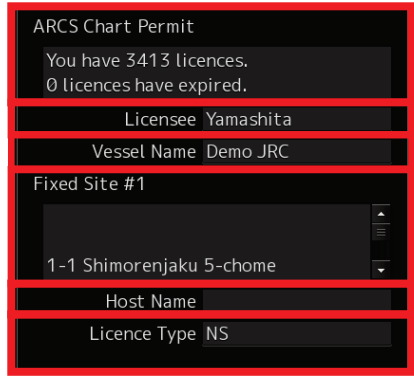 ARCS Chart Permit
You have 3413 licences.
0 licences have expired.
Licensee Yamashita
Vessel Name Demo JRC
Fixed Site #1
1-1 Shimorenjaku 5-chome
Host Name
Licence Type NS